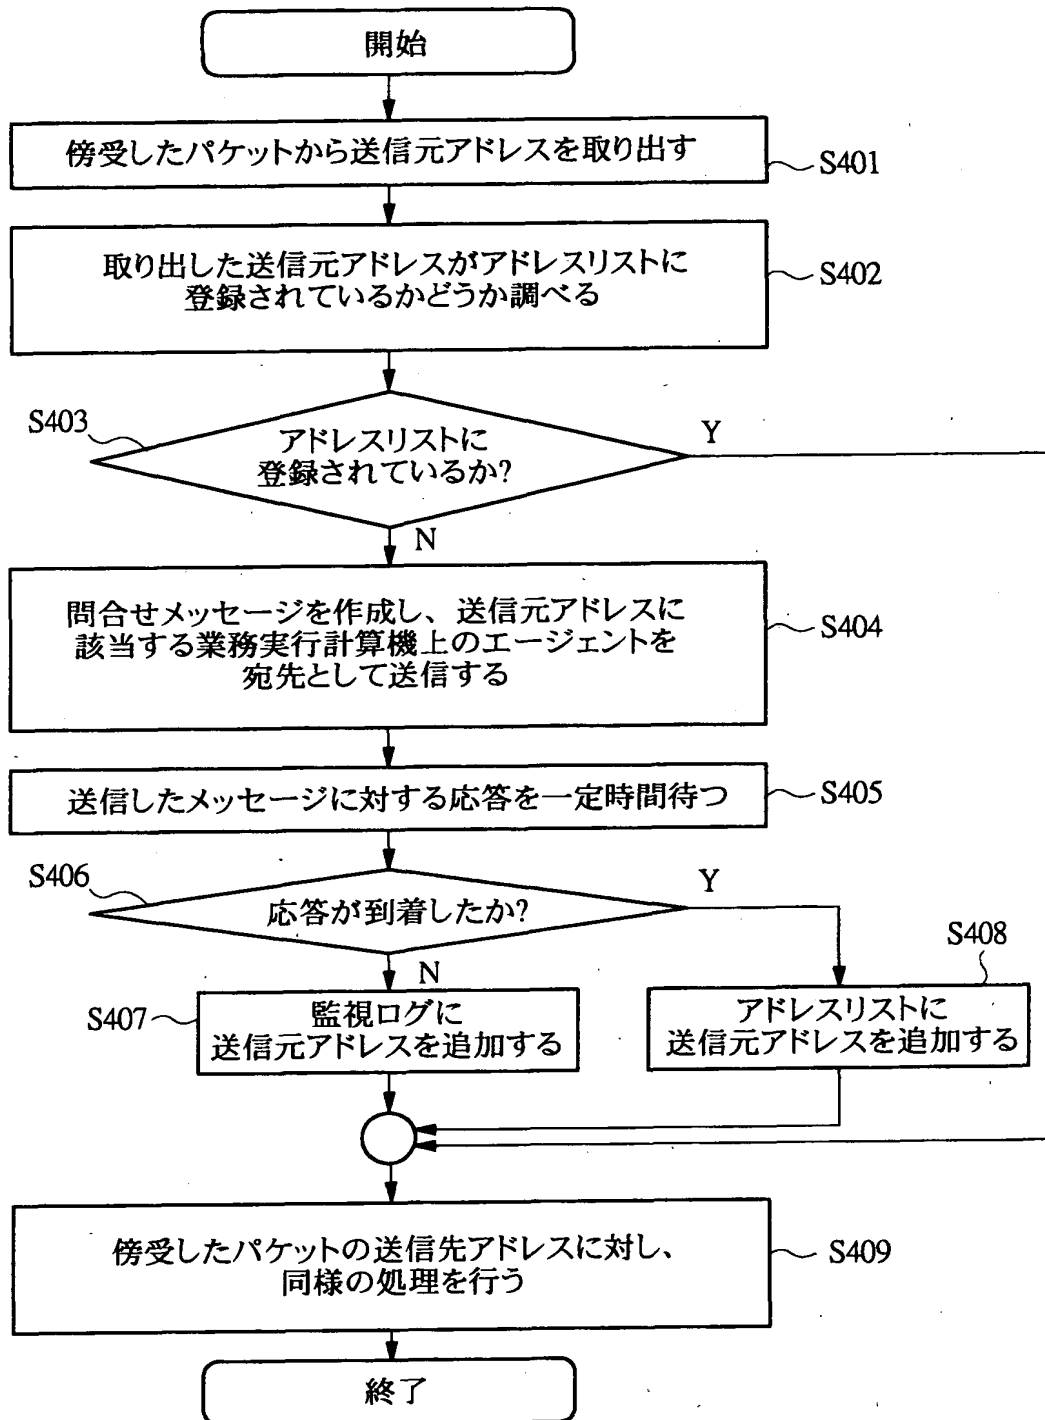 開始
傍受したパケットから送信元アドレスを取り出す
S401
取り出した送信元アドレスがアドレスリストに
登録されているかどうか調べる
S402
S403
アドレスリストに
登録されているか?
Y
N
問合せメッセージを作成し、送信元アドレスに
該当する業務実行計算機上のエージェントを
宛先として送信する
S404
送信したメッセージに対する応答を一定時間待つ
S405
S406
応答が到着したか?
Y
N
S407
監視ログに
送信元アドレスを追加する
S408
アドレスリストに
送信元アドレスを追加する
傍受したパケットの送信先アドレスに対し、
同様の処理を行う
S409
終了